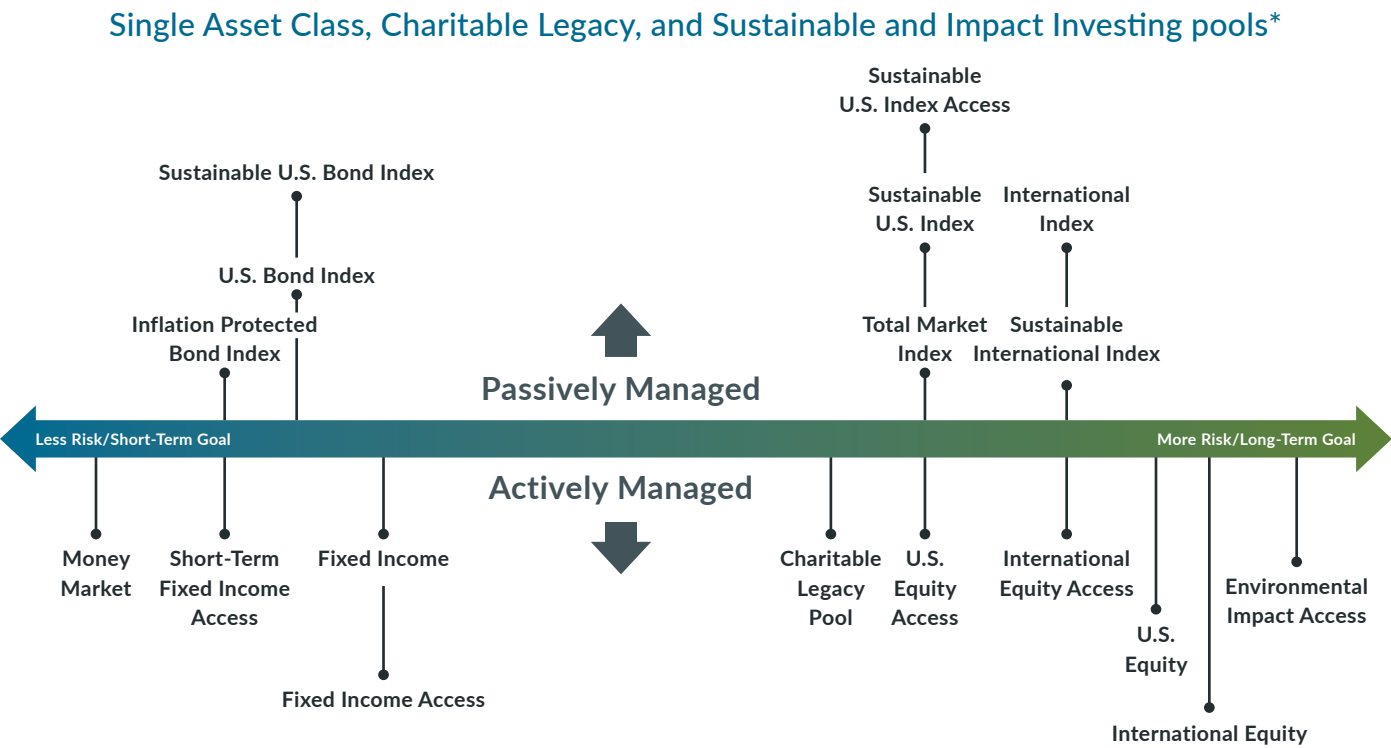 Single Asset Class, Charitable Legacy, and Sustainable and Impact Investing pools*
Sustainable
U.S. Index Access
Sustainable U.S. Bond Index
Sustainable
U.S. Index
International
Index
U.S. Bond Index
Inflation Protected
Bond Index
Total Market
Index
Sustainable
International Index
Passively Managed
Less Risk/Short-Term Goal
More Risk/Long-Term Goal
Actively Managed
Money
Market
Short-Term
Fixed Income
Access
Fixed Income
Charitable
Legacy
Pool
U.S.
Equity
Access
International
Equity Access
Environmental
Impact Access
U.S.
Equity
Fixed Income Access
International Equity